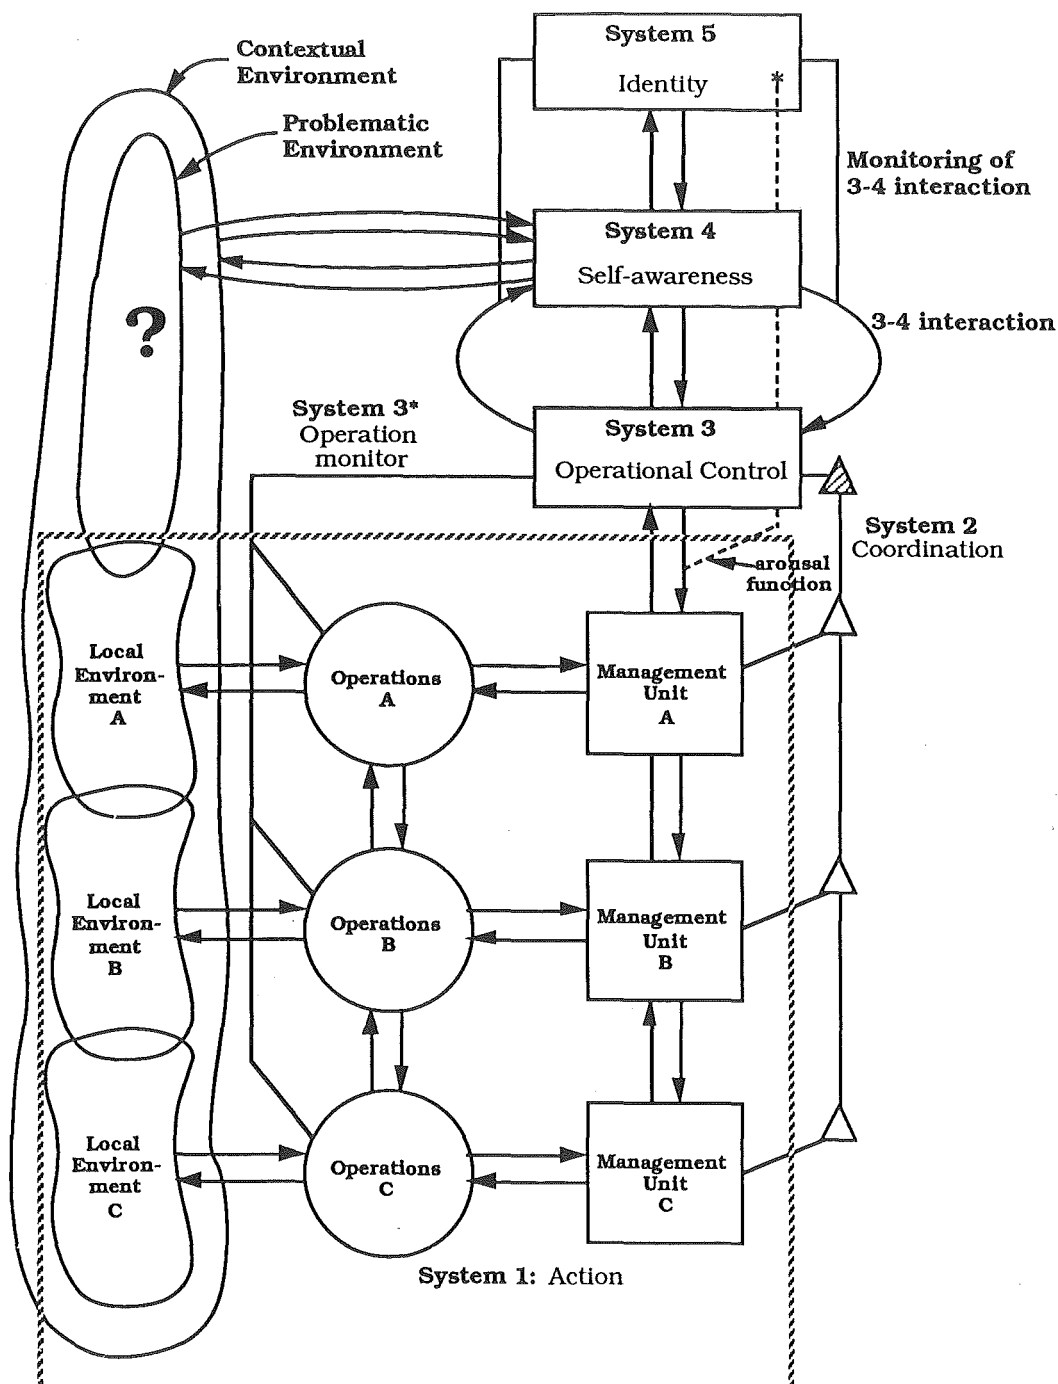 System 5
Identity
*
Contextual
Environment
Problematic
Environment
Monitoring of
3-4 interaction
System 4
Self-awareness
?
3-4 interaction
System 3*
Operation
monitor
System 3
Operational Control
System 2
Coordination
arousal
function
Local
Environ-
ment
A
Operations
A
Management
Unit
A
Local
Environ-
ment
B
Operations
B
Management
Unit
B
Local
Environ-
ment
C
Operations
C
Management
Unit
C
System 1: Action